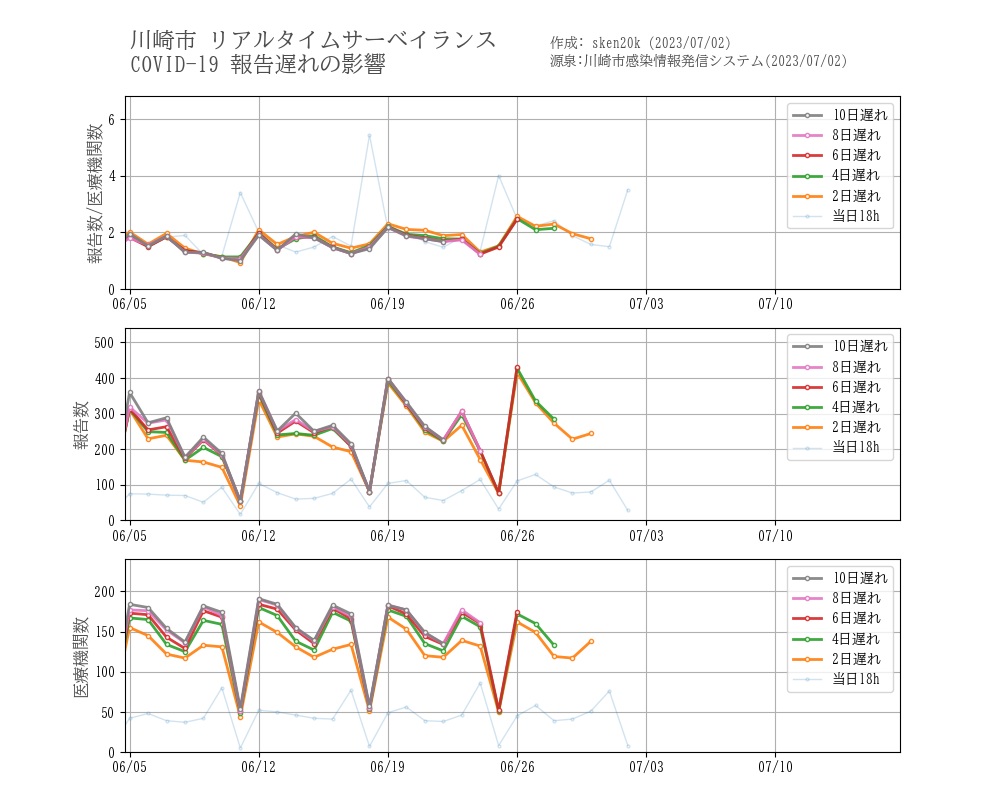 川崎市 リアルタイムサーベイランス
COVID-19 報告遅れの影響
作成: sken20k (2023/07/02)
源泉:川崎市感染情報発信システム(2023/07/02)
報告数/医療機関数
6
4
2
0
06/05
06/12
06/19
06/26
07/03
07/10
10日遅れ
8日遅れ
6日遅れ
4日遅れ
2日遅れ
当日18h
報告数
500
400
300
200
100
0
06/05
06/12
06/19
06/26
07/03
07/10
10日遅れ
8日遅れ
6日遅れ
4日遅れ
2日遅れ
当日18h
医療機関数
200
150
100
50
0
06/05
06/12
06/19
06/26
07/03
07/10
10日遅れ
8日遅れ
6日遅れ
4日遅れ
2日遅れ
当日18h